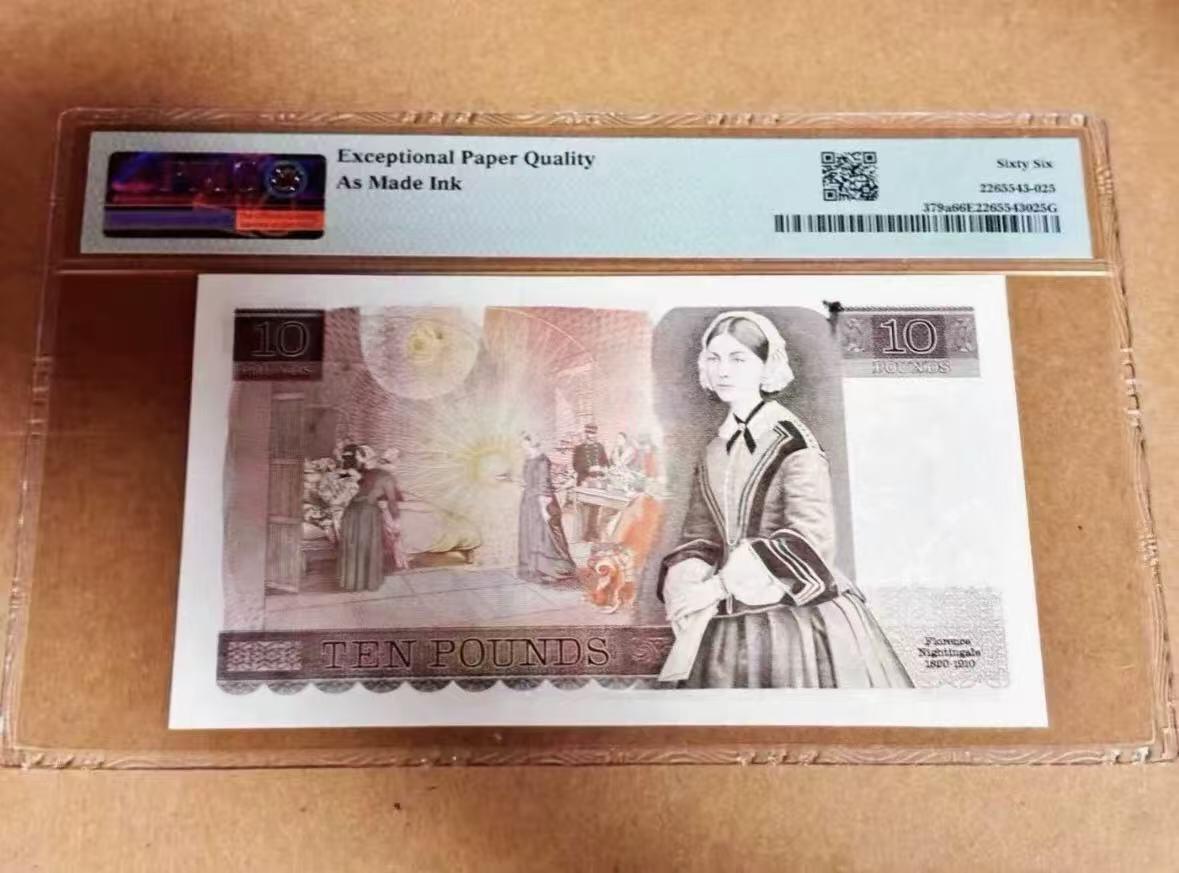 Exceptional Paper Quality
As Made Ink
Sixty Six
2265543-025
379a66E2265543025G
10
POUNDS
10
POUNDS
TEN POUNDS
Florence
Nightingale
1820-1910